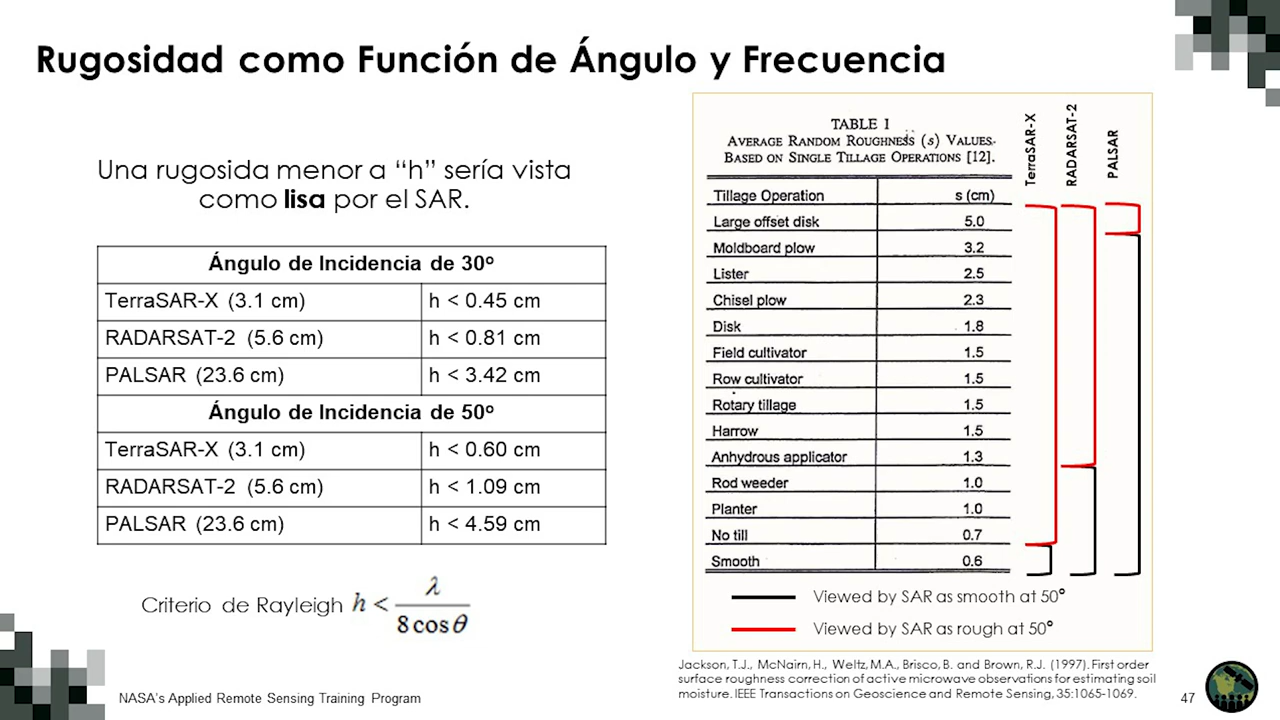 Rugosidad como Función de Ángulo y Frecuencia
Una rugosida menor a “h” sería vista
como lisa por el SAR.
Ángulo de Incidencia de 30º
TerraSAR-X (3.1 cm) h < 0.45 cm
RADARSAT-2 (5.6 cm) h < 0.81 cm
PALSAR (23.6 cm) h < 3.42 cm
Ángulo de Incidencia de 50º
TerraSAR-X (3.1 cm) h < 0.60 cm
RADARSAT-2 (5.6 cm) h < 1.09 cm
PALSAR (23.6 cm) h < 4.59 cm
Criterio de Rayleigh h < λ / 8 cos θ
TABLE I
AVERAGE RANDOM ROUGHNESS (s) VALUES.
BASED ON SINGLE TILLAGE OPERATIONS [12].
TerraSAR-X
RADARSAT-2
PALSAR
Tillage Operation s (cm)
Large offset disk 5.0
Moldboard plow 3.2
Lister 2.5
Chisel plow 2.3
Disk 1.8
Field cultivator 1.5
Row cultivator 1.5
Rotary tillage 1.5
Harrow 1.5
Anhydrous applicator 1.3
Rod weeder 1.0
Planter 1.0
No till 0.7
Smooth 0.6
Viewed by SAR as smooth at 50º
Viewed by SAR as rough at 50º
Jackson, T.J., McNairn, H., Weltz, M.A., Brisco, B. and Brown, R.J. (1997). First order
surface roughness correction of active microwave observations for estimating soil
moisture. IEEE Transactions on Geoscience and Remote Sensing, 35:1065-1069.
NASA's Applied Remote Sensing Training Program
47